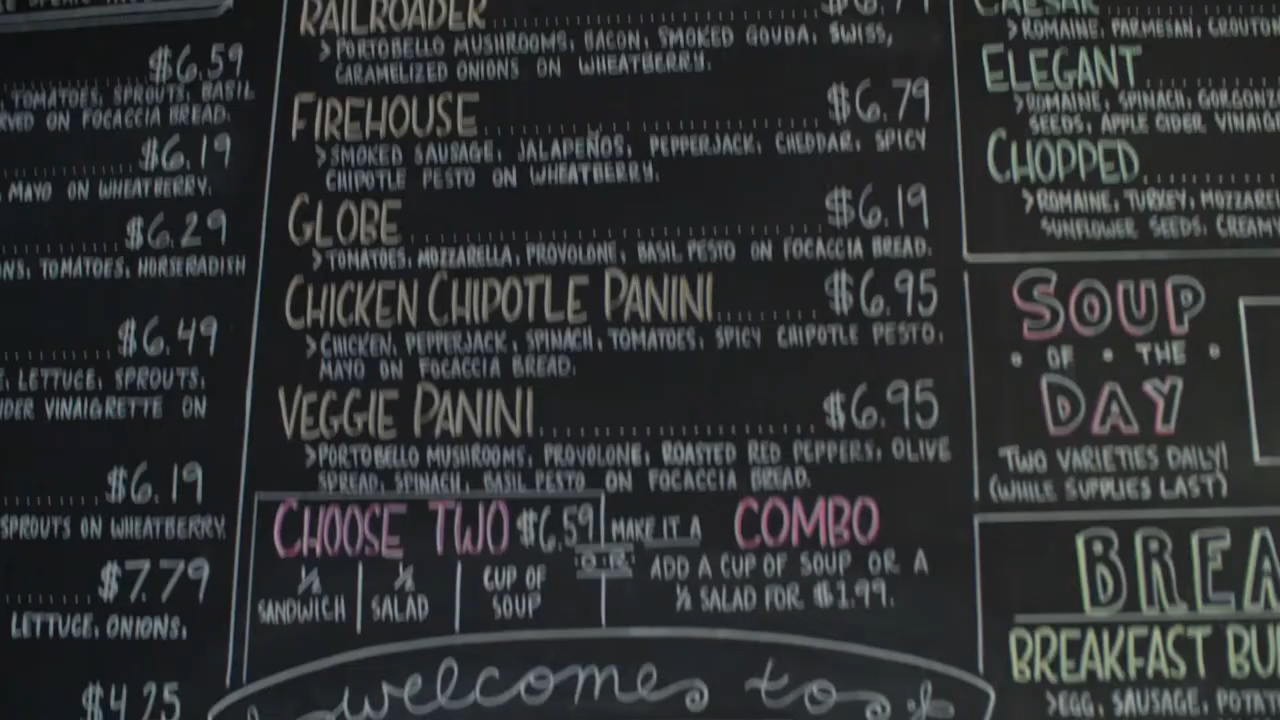 $6.59
TOMATOES, SPROUTS, BASIL
ON FOCACCIA BREAD.
$6.19
MAYO ON WHEATBERRY.
$6.29
TOMATOES, HORSERADISH
$6.49
LETTUCE, SPROUTS,
VINAIGRETTE ON
$6.19
SPROUTS ON WHEATBERRY.
$7.79
LETTUCE, ONIONS,
$4.25
RAILROADER
>PORTOBELLO MUSHROOMS, BACON, SMOKED GOUDA, SWISS,
CARAMELIZED ONIONS ON WHEATBERRY.
FIREHOUSE $6.79
>SMOKED SAUSAGE, JALAPEÑOS, PEPPERJACK, CHEDDAR, SPICY
CHIPOTLE PESTO ON WHEATBERRY.
GLOBE $6.19
>TOMATOES, MOZZARELLA, PROVOLONE, BASIL PESTO ON FOCACCIA BREAD.
CHICKEN CHIPOTLE PANINI $6.95
>CHICKEN, PEPPERJACK, SPINACH, TOMATOES, SPICY CHIPOTLE PESTO,
MAYO ON FOCACCIA BREAD.
VEGGIE PANINI $6.95
>PORTOBELLO MUSHROOMS, PROVOLONE, ROASTED RED PEPPERS, OLIVE
SPREAD, SPINACH, BASIL PESTO ON FOCACCIA BREAD.
CHOOSE TWO $6.59
½ SANDWICH
½ SALAD
CUP OF
SOUP
OR
MAKE IT A COMBO
ADD A CUP OF SOUP OR A
½ SALAD FOR $1.99.
welcome to
CAESAR
>ROMAINE, PARMESAN,
ELEGANT
>ROMAINE, SPINACH,
SEEDS, APPLE CIDER
CHOPPED
>ROMAINE, TURKEY,
SUNFLOWER SEEDS,
SOUP
OF THE
DAY
TWO VARIETIES DAILY!
(WHILE SUPPLIES LAST)
BREA
BREAKFAST BU
>EGG, SAUSAGE,